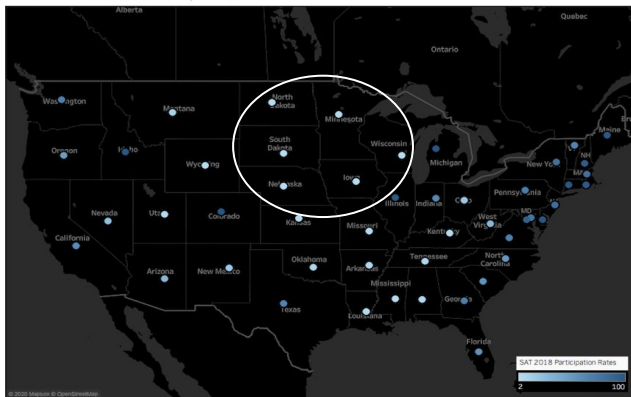 Alberta
Quebec
Ontario
Washington
Montana
North
Dakota
Minnesota
Maine
Oregon
Idaho
South
Dakota
Wisconsin
Michigan
New York
NH
Wyoming
Nebraska
Iowa
Illinois
Indiana
Ohio
Pennsylvania
Nevada
Utah
Colorado
Kansas
Missouri
West
Virginia
MD
Kentucky
California
Arizona
New Mexico
Oklahoma
Arkansas
Tennessee
North
Carolina
Mississippi
Georgia
Texas
Louisiana
Florida
SAT 2018 Participation Rates
2 100
© 2020 Mapbox © OpenStreetMap